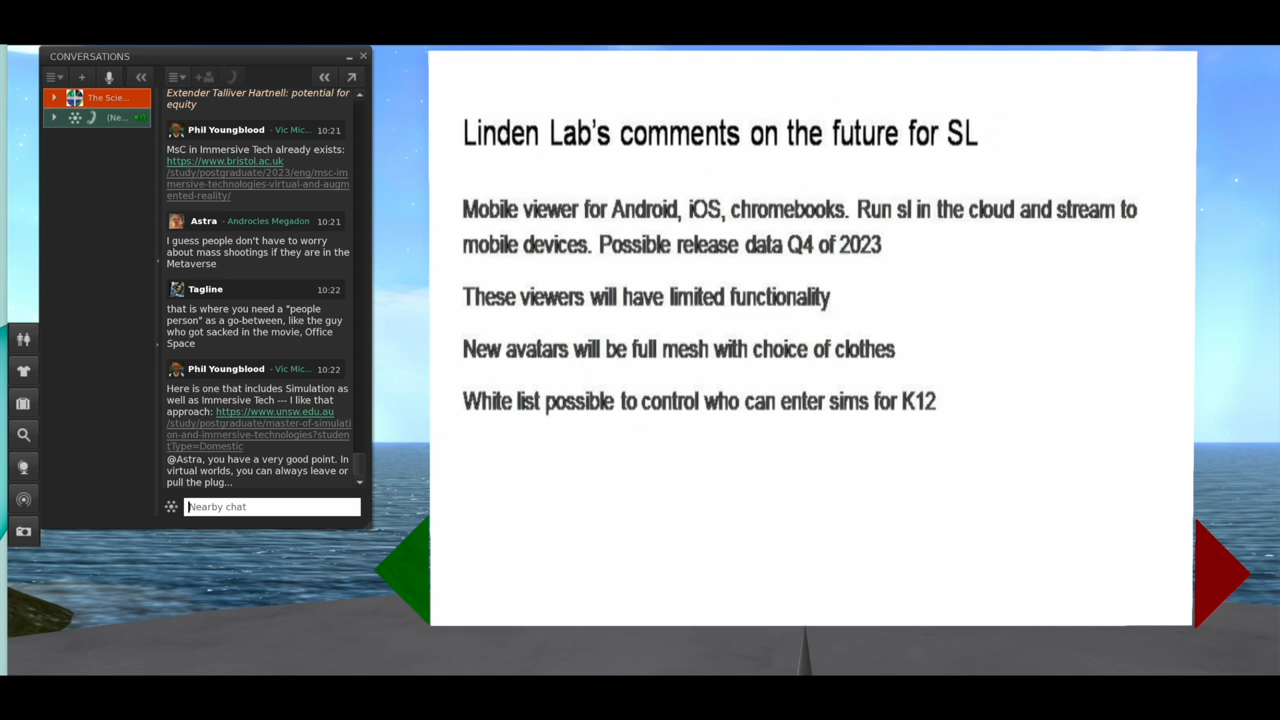 CONVERSATIONS
The Scie...
(Ne...
Extender Talliver Hartnell: potential for
equity
Phil Youngblood - Vic Mic... 10:21
MsC in Immersive Tech already exists:
https://www.bristol.ac.uk
/study/postgraduate/2023/eng/msc-im
mersive-technologies-virtual-and-augm
ented-reality/
Astra - Androcles Megadon 10:21
I guess people don't have to worry
about mass shootings if they are in the
Metaverse
Tagline 10:22
that is where you need a "people
person" as a go-between, like the guy
who got sacked in the movie, Office
Space
Phil Youngblood - Vic Mic... 10:22
Here is one that includes Simulation as
well as Immersive Tech --- I like that
approach: https://www.unsw.edu.au
/study/postgraduate/master-of-simulati
on-and-immersive-technologies?studen
tType=Domestic
@Astra, you have a very good point. In
virtual worlds, you can always leave or
pull the plug...
Nearby chat
Linden Lab's comments on the future for SL
Mobile viewer for Android, iOS, chromebooks. Run sl in the cloud and stream to
mobile devices. Possible release data Q4 of 2023
These viewers will have limited functionality
New avatars will be full mesh with choice of clothes
White list possible to control who can enter sims for K12